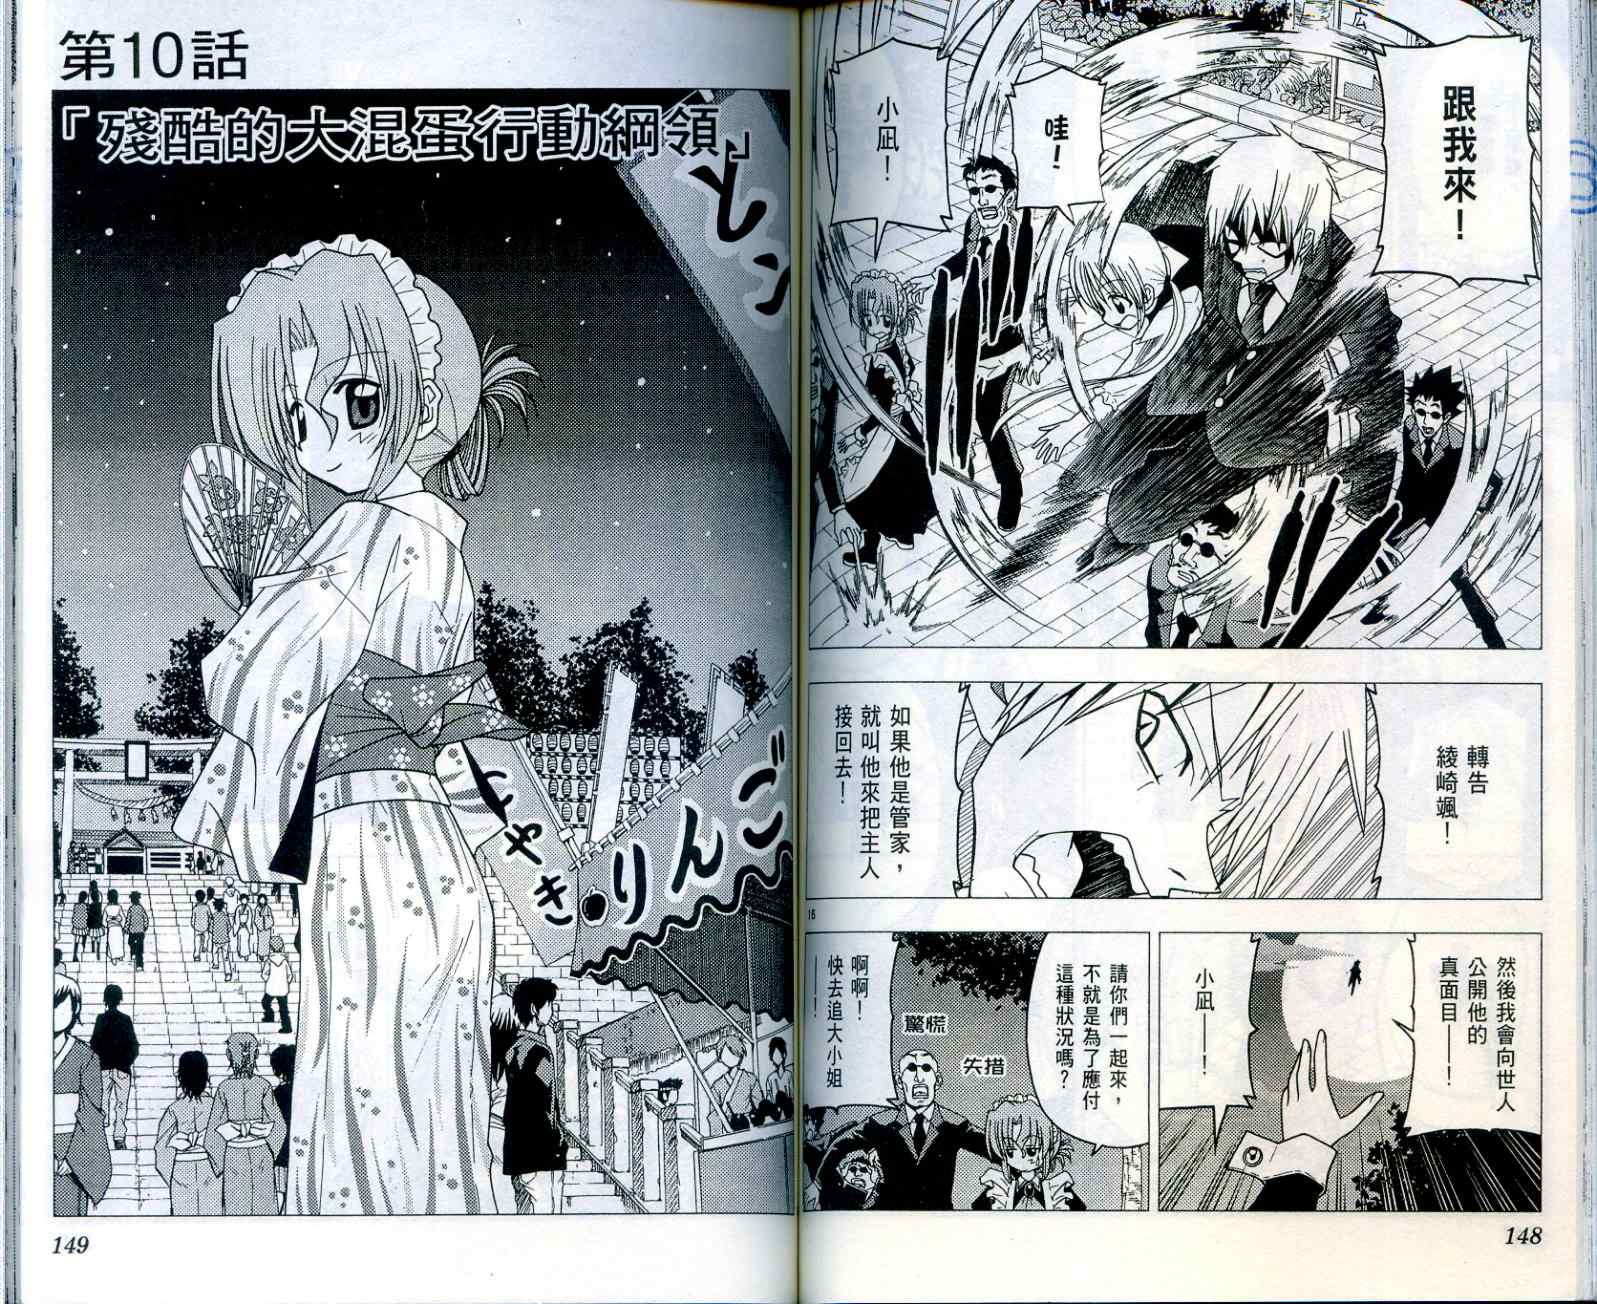 跟我來！
哇！
小凪！
轉告
綾崎颯！
如果他是管家，
就叫他來把主人
接回去！
16
然後我會向世人
公開他的
真面目——！
小凪——！
請你們一起來，
不就是為了應付
這種狀況嗎？
驚慌
失措
啊啊！
快去追大小姐
——！
148
第10話
「殘酷的大混蛋行動綱領」
りんご
149